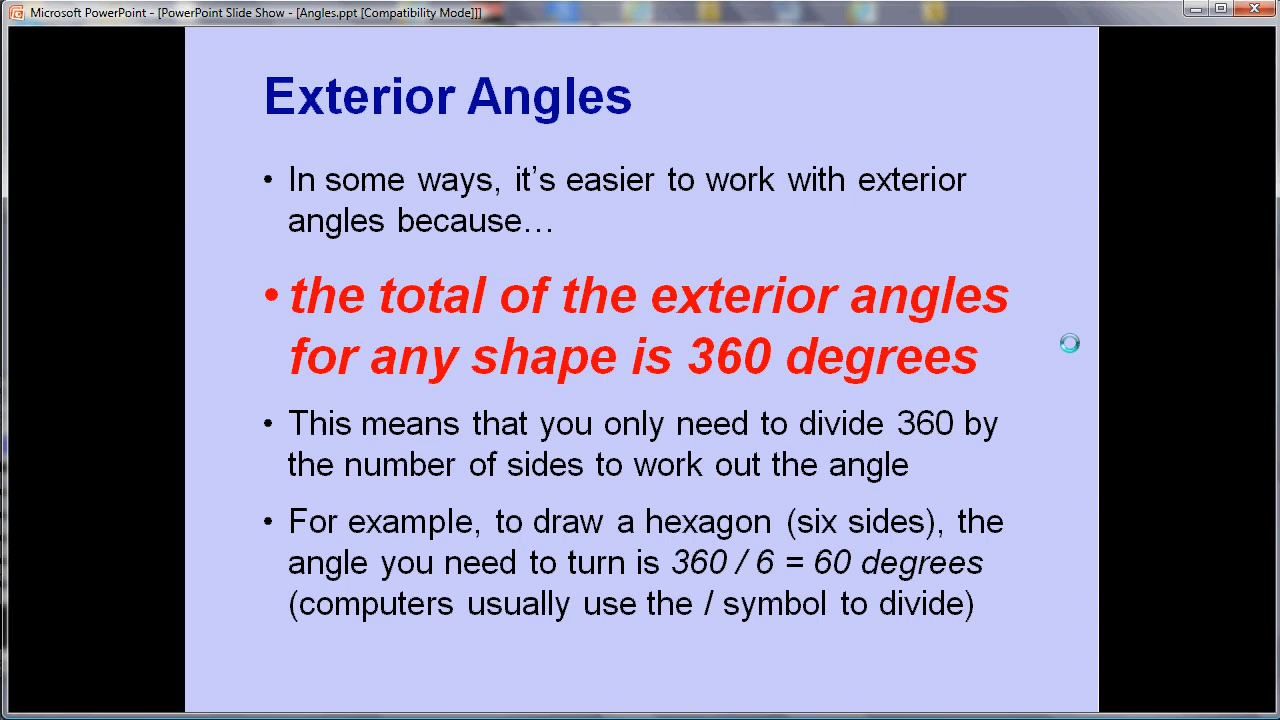 Microsoft PowerPoint - [PowerPoint Slide Show - [Angles.ppt [Compatibility Mode]]]
Exterior Angles
• In some ways, it’s easier to work with exterior
angles because…
• the total of the exterior angles
for any shape is 360 degrees
• This means that you only need to divide 360 by
the number of sides to work out the angle
• For example, to draw a hexagon (six sides), the
angle you need to turn is 360 / 6 = 60 degrees
(computers usually use the / symbol to divide)